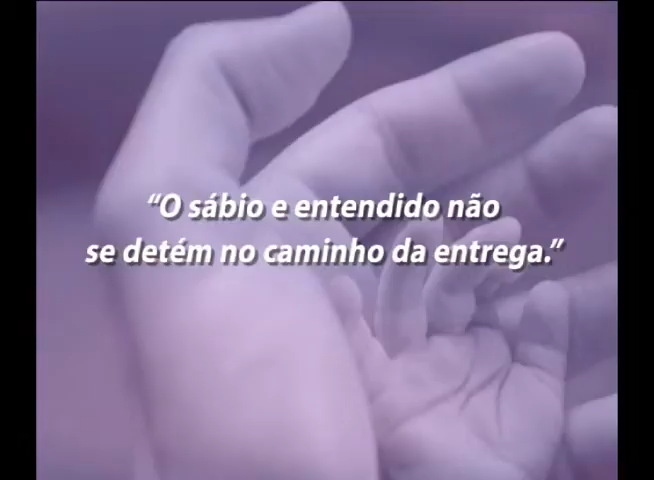 “O sábio e entendido não
se detém no caminho da entrega.”